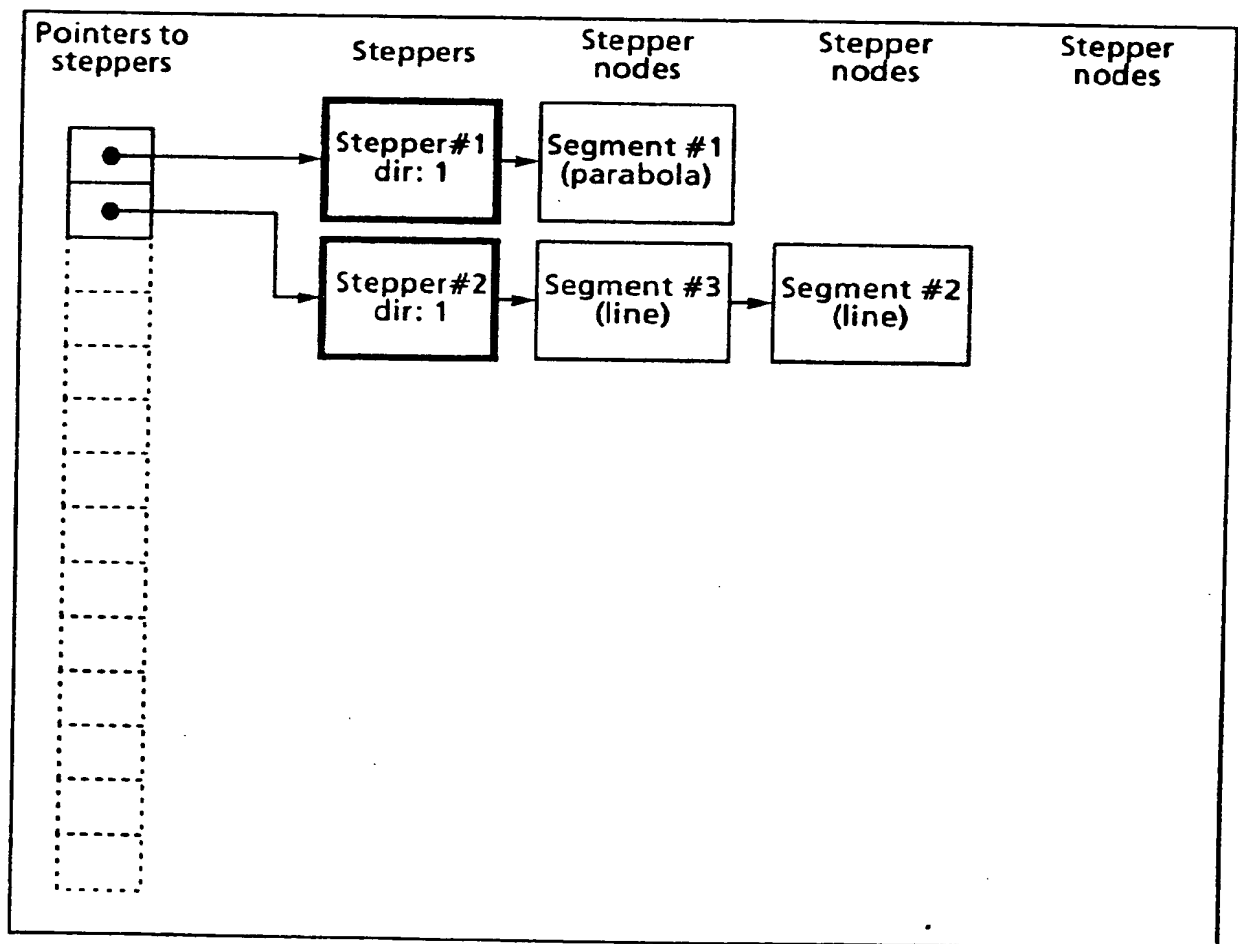 Pointers to
steppers
Steppers
Stepper
nodes
Stepper
nodes
Stepper
nodes
Stepper#1
dir: 1
Segment #1
(parabola)
Stepper#2
dir: 1
Segment #3
(line)
Segment #2
(line)